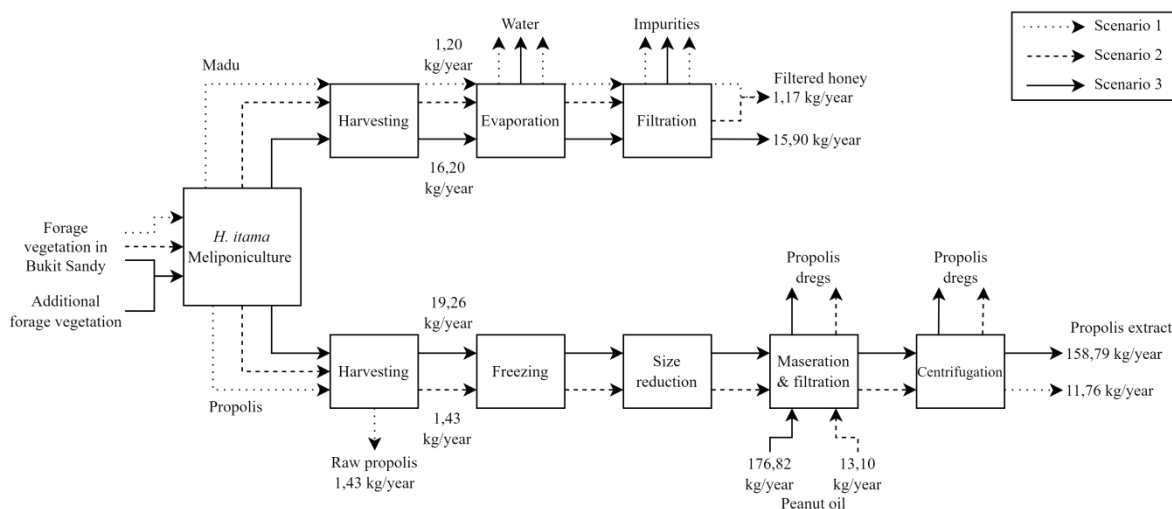 Water
Impurities
Scenario 1
Scenario 2
Scenario 3
Madu
1,20
kg/year
Harvesting
Evaporation
Filtration
Filtered honey
1,17 kg/year
15,90 kg/year
16,20
kg/year
Forage
vegetation in
Bukit Sandy
Additional
forage vegetation
H. itama
Meliponiculture
Propolis
19,26
kg/year
Harvesting
Freezing
Size
reduction
Propolis
dregs
Maseration
& filtration
Propolis
dregs
Centrifugation
Propolis extract
158,79 kg/year
11,76 kg/year
1,43
kg/year
Raw propolis
1,43 kg/year
176,82
kg/year
13,10
kg/year
Peanut oil